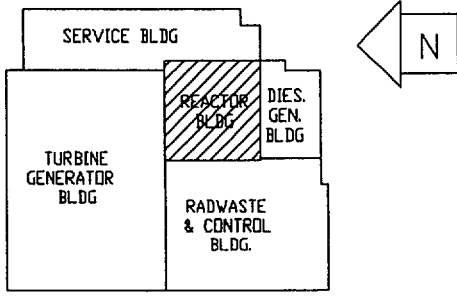 SERVICE BLDG
N
REACTOR
BLDG
DIES.
GEN.
BLDG
TURBINE
GENERATOR
BLDG
RADWASTE
& CONTROL
BLDG.